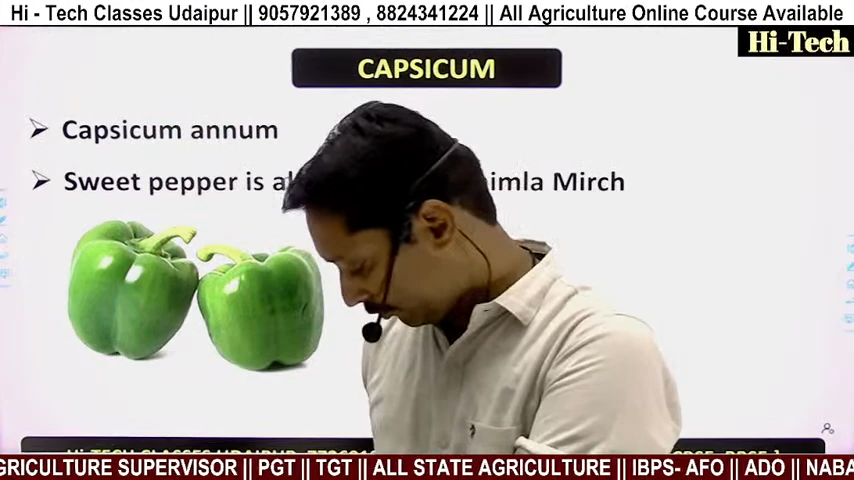 Hi - Tech Classes Udaipur || 9057921389 , 8824341224 || All Agriculture Online Course Available
Hi-Tech
CAPSICUM
Capsicum annum
Sweet pepper is al imla Mirch
GRICULTURE SUPERVISOR || PGT || TGT || ALL STATE AGRICULTURE || IBPS- AFO || ADO || NABA